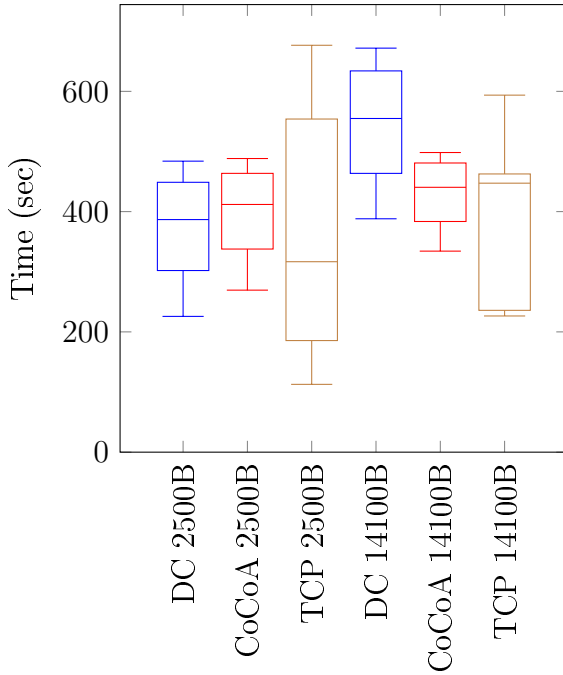 Time (sec)
600
400
200
0
DC 2500B
CoCoA 2500B
TCP 2500B
DC 14100B
CoCoA 14100B
TCP 14100B